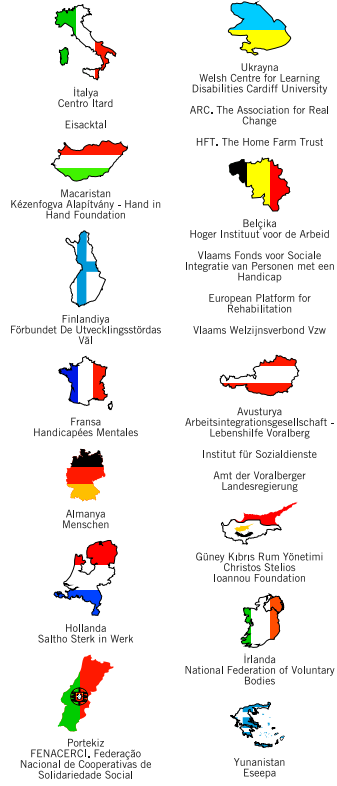 İtalya
Centro Itard
Eisacktal
Macaristan
Kézenfogva Alapítvány - Hand in
Hand Foundation
Finlandiya
Förbundet De Utvecklingsstördas
Väl
Fransa
Handicapées Mentales
Almanya
Menschen
Hollanda
Saltho Sterk in Werk
Portekiz
FENACERCI, Federação
Nacional de Cooperativas de
Solidariedade Social
Ukrayna
Welsh Centre for Learning
Disabilities Cardiff University
ARC. The Association for Real
Change
HFT. The Home Farm Trust
Belçika
Hoger Instituut voor de Arbeid
Vlaams Fonds voor Sociale
Integratie van Personen met een
Handicap
European Platform for
Rehabilitation
Vlaams Welzijnsverbond Vzw
Avusturya
Arbeitsintegrationsgesellschaft -
Lebenshilfe Voralberg
Institut für Sozialdienste
Amt der Voralberger
Landesregierung
Güney Kıbrıs Rum Yönetimi
Christos Stelios
Ioannou Foundation
İrlanda
National Federation of Voluntary
Bodies
Yunanistan
Eseepa